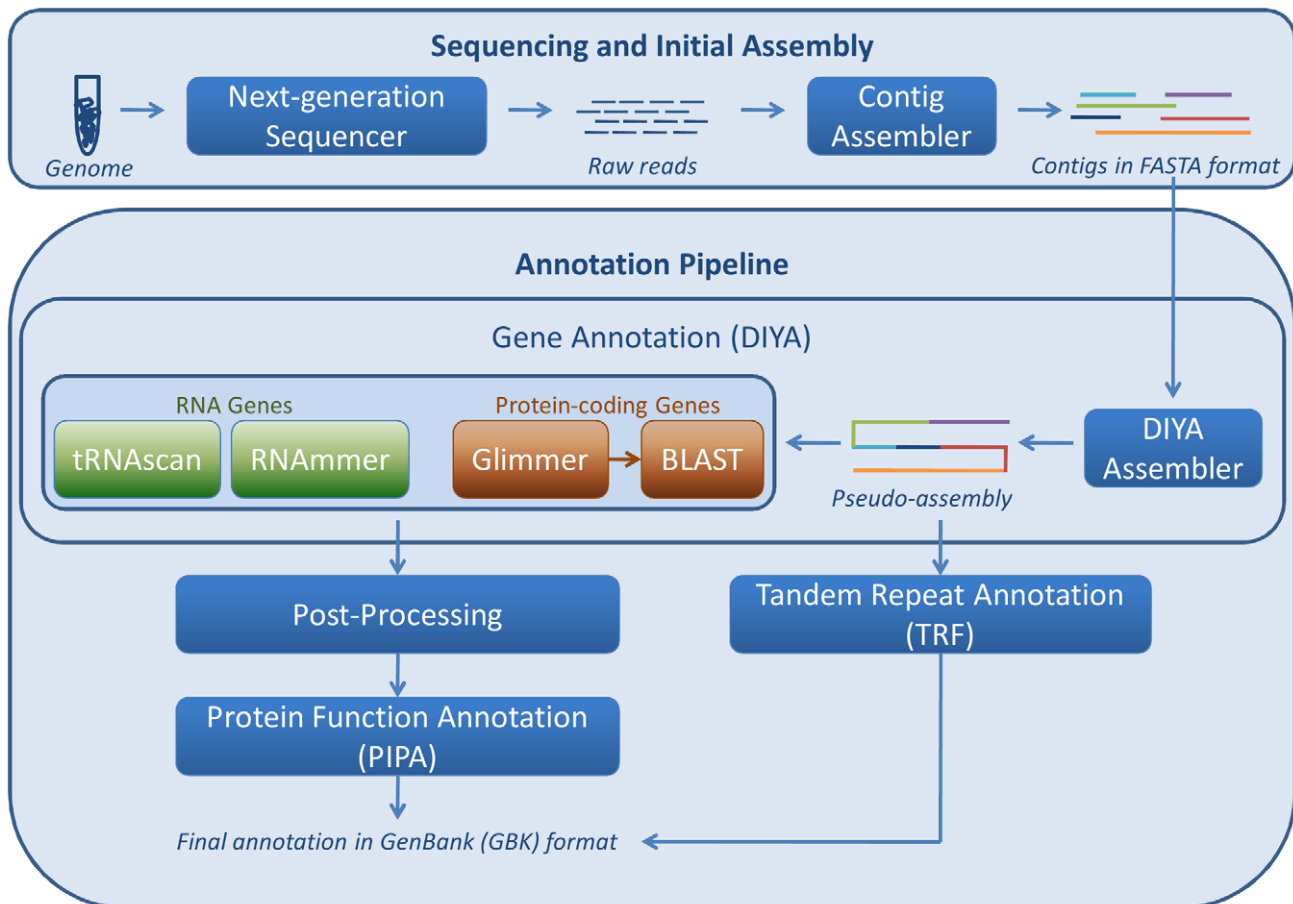 Sequencing and Initial Assembly
Next-generation
Sequencer
Contig
Assembler
Genome
Raw reads
Contigs in FASTA format
Annotation Pipeline
Gene Annotation (DIYA)
RNA Genes
Protein-coding Genes
tRNAscan
RNAmmer
Glimmer
BLAST
DIYA
Assembler
Pseudo-assembly
Post-Processing
Tandem Repeat Annotation
(TRF)
Protein Function Annotation
(PIPA)
Final annotation in GenBank (GBK) format